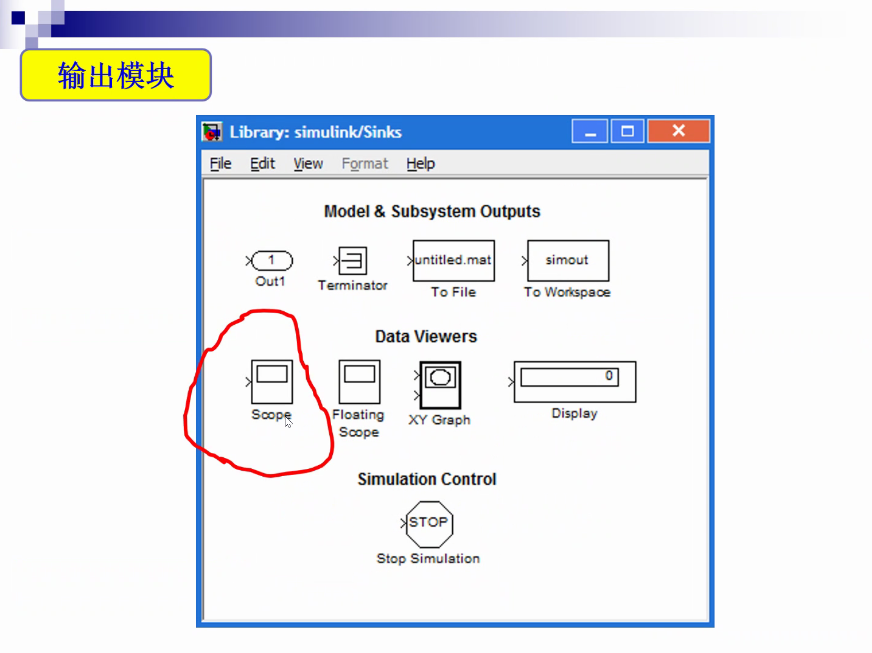 输出模块
Library: simulink/Sinks
File Edit View Format Help
Model & Subsystem Outputs
1
Out1
Terminator
untitled.mat
To File
simout
To Workspace
Data Viewers
Scope
Floating
Scope
XY Graph
0
Display
Simulation Control
STOP
Stop Simulation